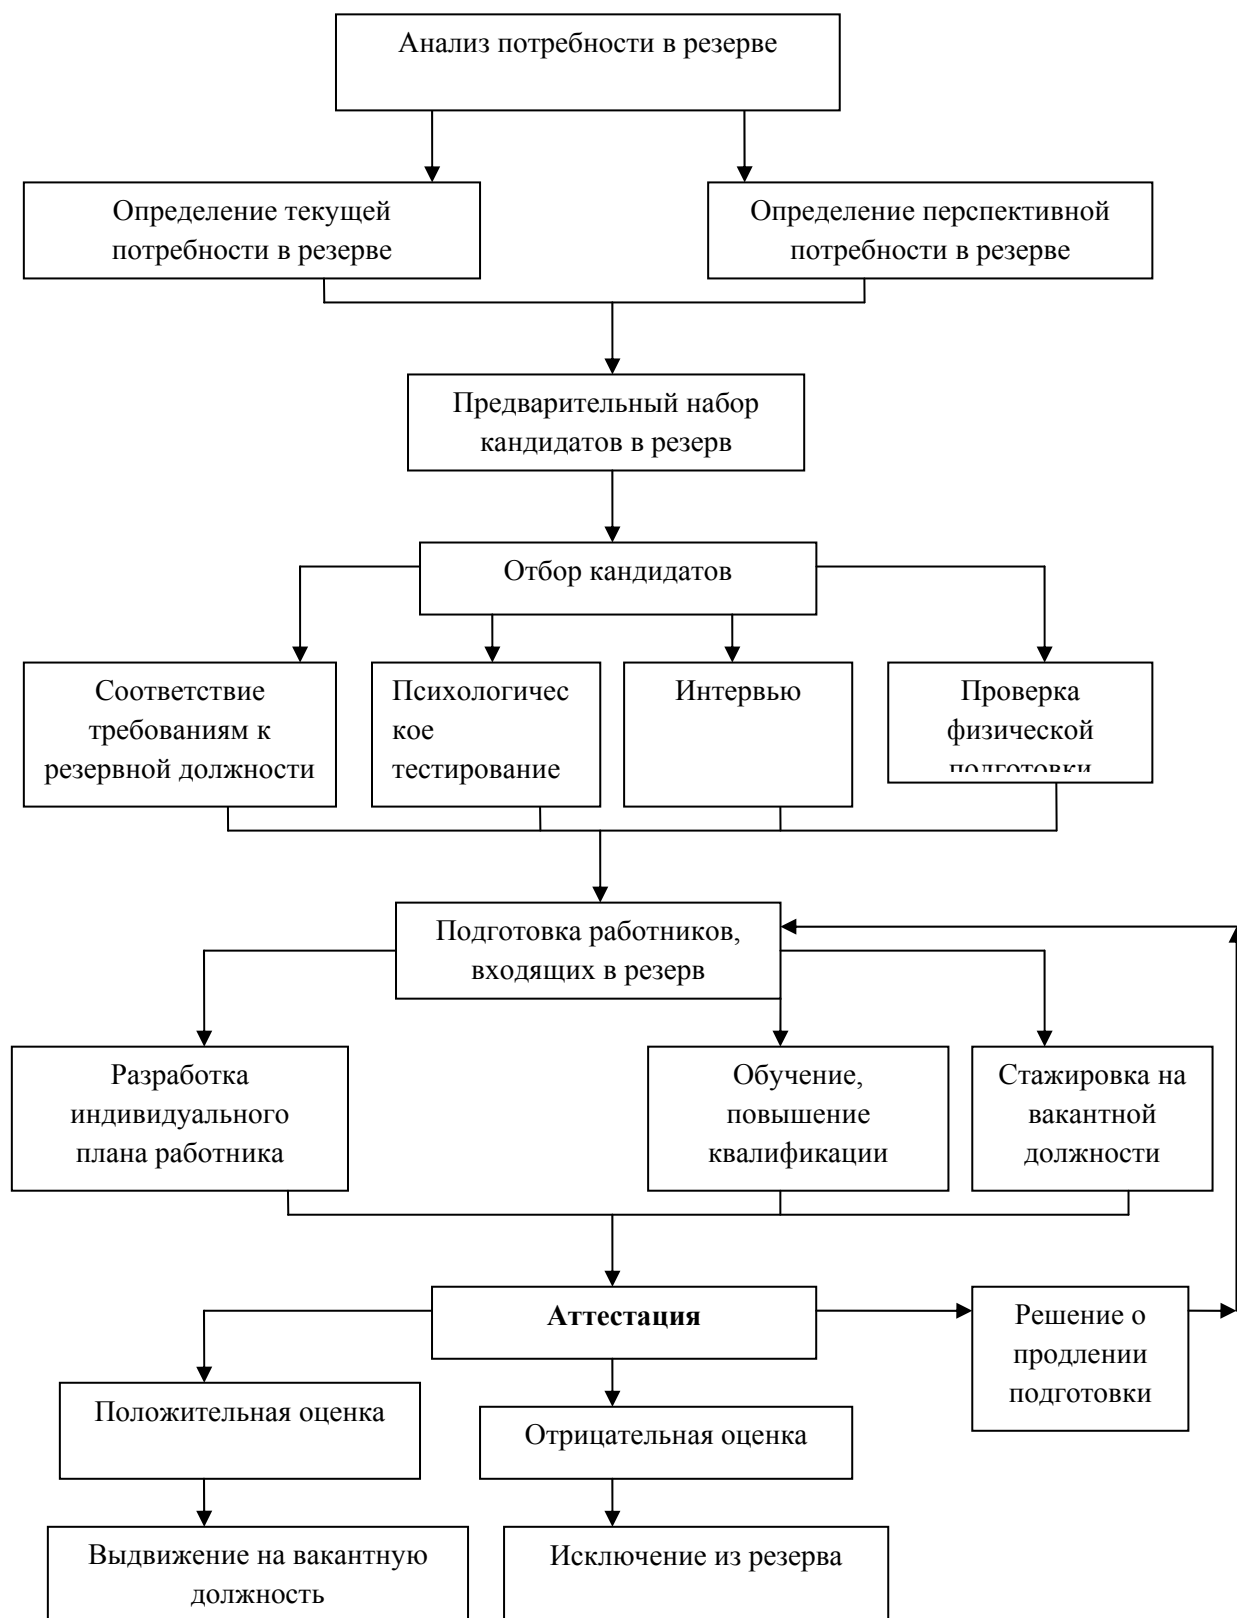 Анализ потребности в резерве
Определение текущей
потребности в резерве
Определение перспективной
потребности в резерве
Предварительный набор
кандидатов в резерв
Отбор кандидатов
Соответствие
требованиям к
резервной должности
Психологичес
кое
тестирование
Интервью
Проверка
физической
подготовки
Подготовка работников,
входящих в резерв
Разработка
индивидуального
плана работника
Обучение,
повышение
квалификации
Стажировка на
вакантной
должности
Аттестация
Решение о
продлении
подготовки
Положительная оценка
Отрицательная оценка
Выдвижение на вакантную
должность
Исключение из резерва